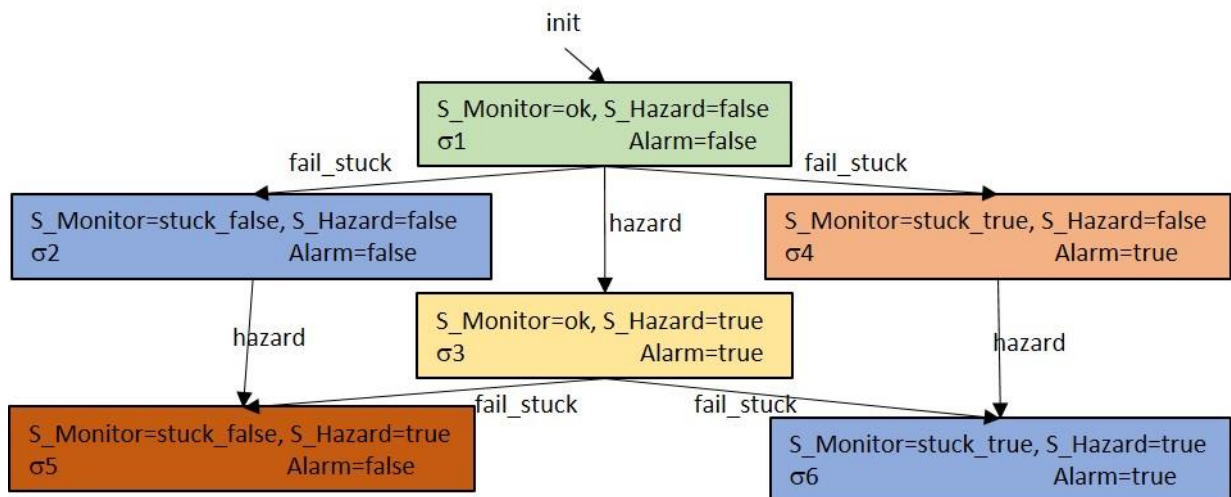 init
S_Monitor=ok, S_Hazard=false
σ1 Alarm=false
fail_stuck
fail_stuck
S_Monitor=stuck_false, S_Hazard=false
σ2 Alarm=false
hazard
S_Monitor=stuck_true, S_Hazard=false
σ4 Alarm=true
hazard
S_Monitor=ok, S_Hazard=true
σ3 Alarm=true
hazard
fail_stuck
fail_stuck
S_Monitor=stuck_false, S_Hazard=true
σ5 Alarm=false
S_Monitor=stuck_true, S_Hazard=true
σ6 Alarm=true